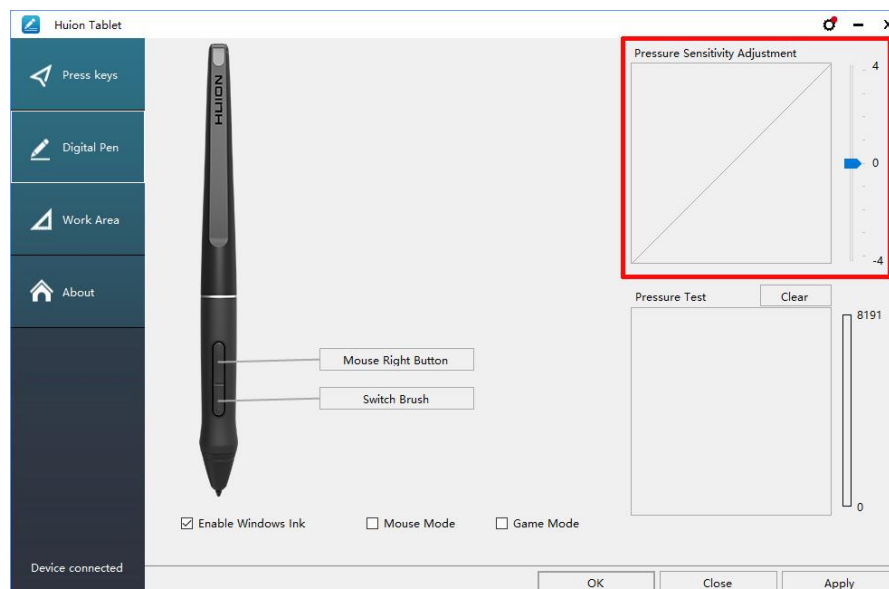 Huion Tablet
Press keys
Digital Pen
Work Area
About
Device connected
HUION
Mouse Right Button
Switch Brush
Enable Windows Ink
Mouse Mode
Game Mode
Pressure Sensitivity Adjustment
4
0
-4
Pressure Test
Clear
8191
0
OK
Close
Apply